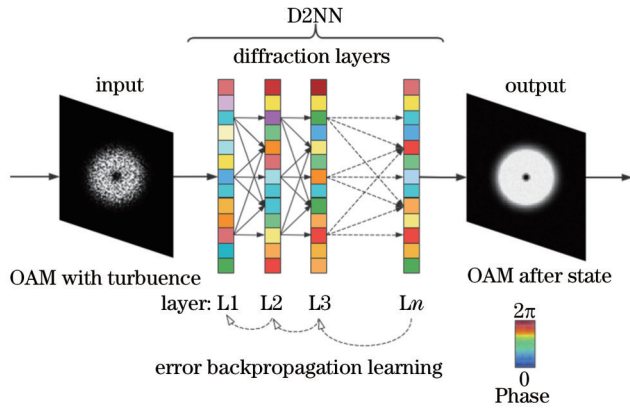 D2NN
diffraction layers
input
output
OAM with turbuence
OAM after state
layer: L1 L2 L3 Ln
error backpropagation learning
2π
0
Phase